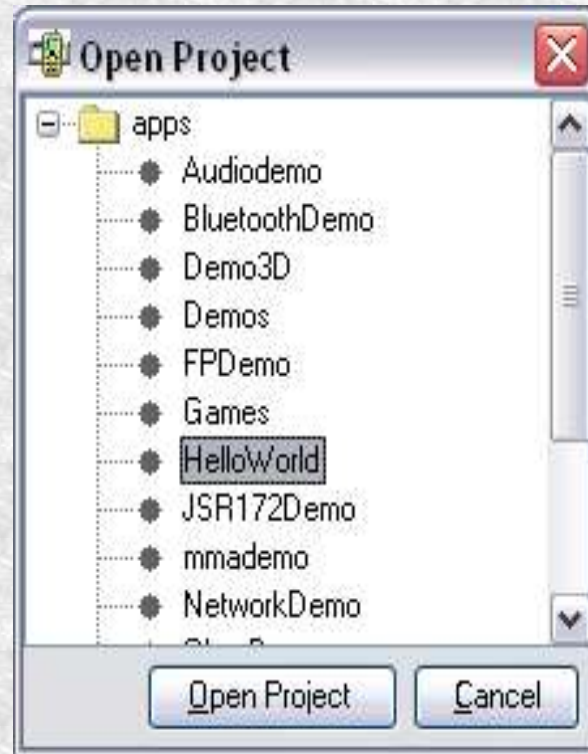 Open Project
apps
Audiodemo
BluetoothDemo
Demo3D
Demos
FPDemo
Games
HelloWorld
JSR172Demo
mmademo
NetworkDemo
Open Project
Cancel